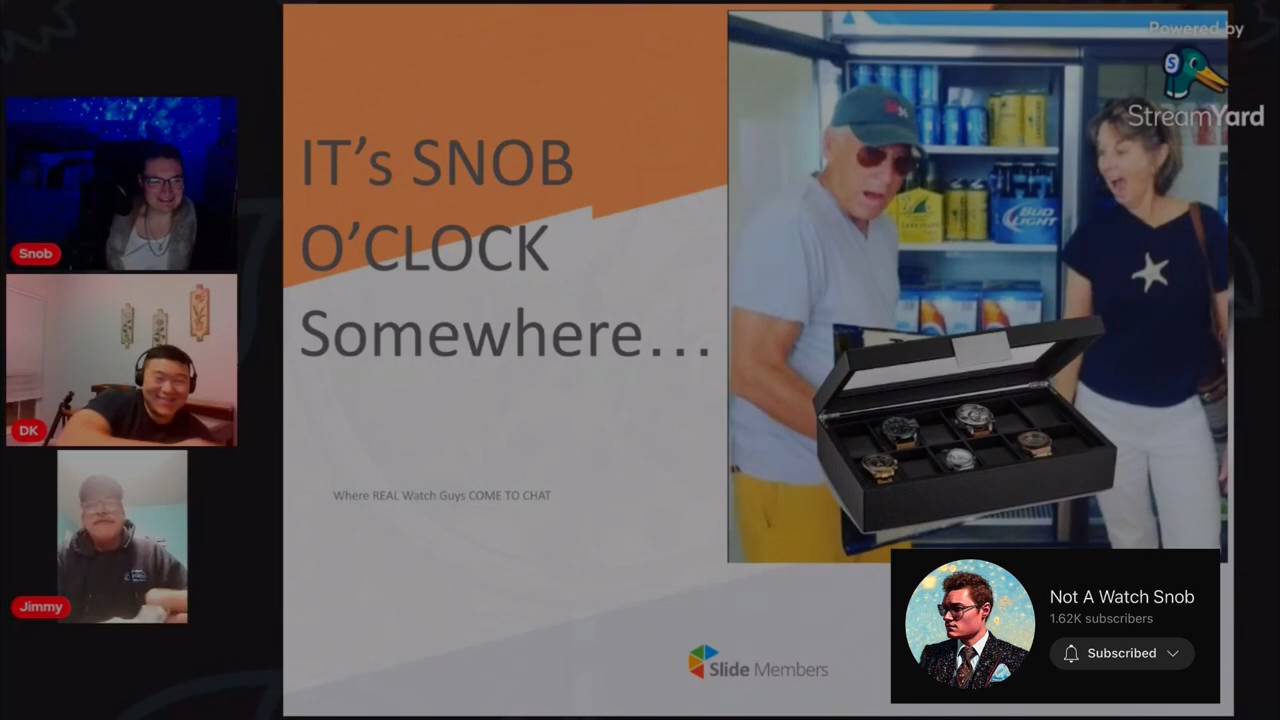 Powered by
StreamYard
Snob
DK
Jimmy
IT’s SNOB
O’CLOCK
Somewhere...
Where REAL Watch Guys COME TO CHAT
BUD
LIGHT
Slide Members
Not A Watch Snob
1.62K subscribers
Subscribed